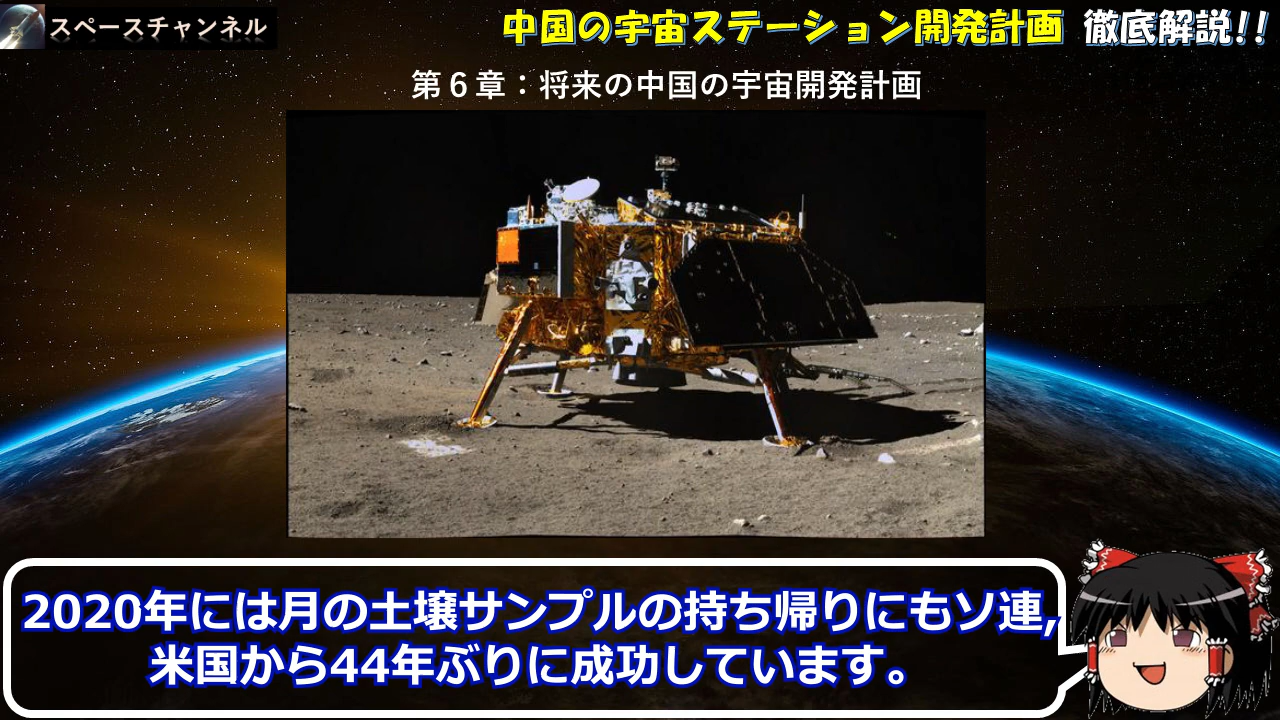 スペースチャンネル
中国の宇宙ステーション開発計画 徹底解説!!
第６章：将来の中国の宇宙開発計画
2020年には月の土壌サンプルの持ち帰りにもソ連,
米国から44年ぶりに成功しています。